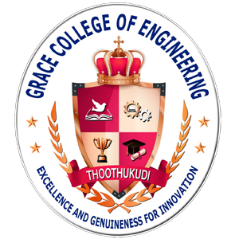 GRACE COLLEGE OF ENGINEERING
THOOTHUKUDI
EXCELLENCE AND GENUINENESS FOR INNOVATION